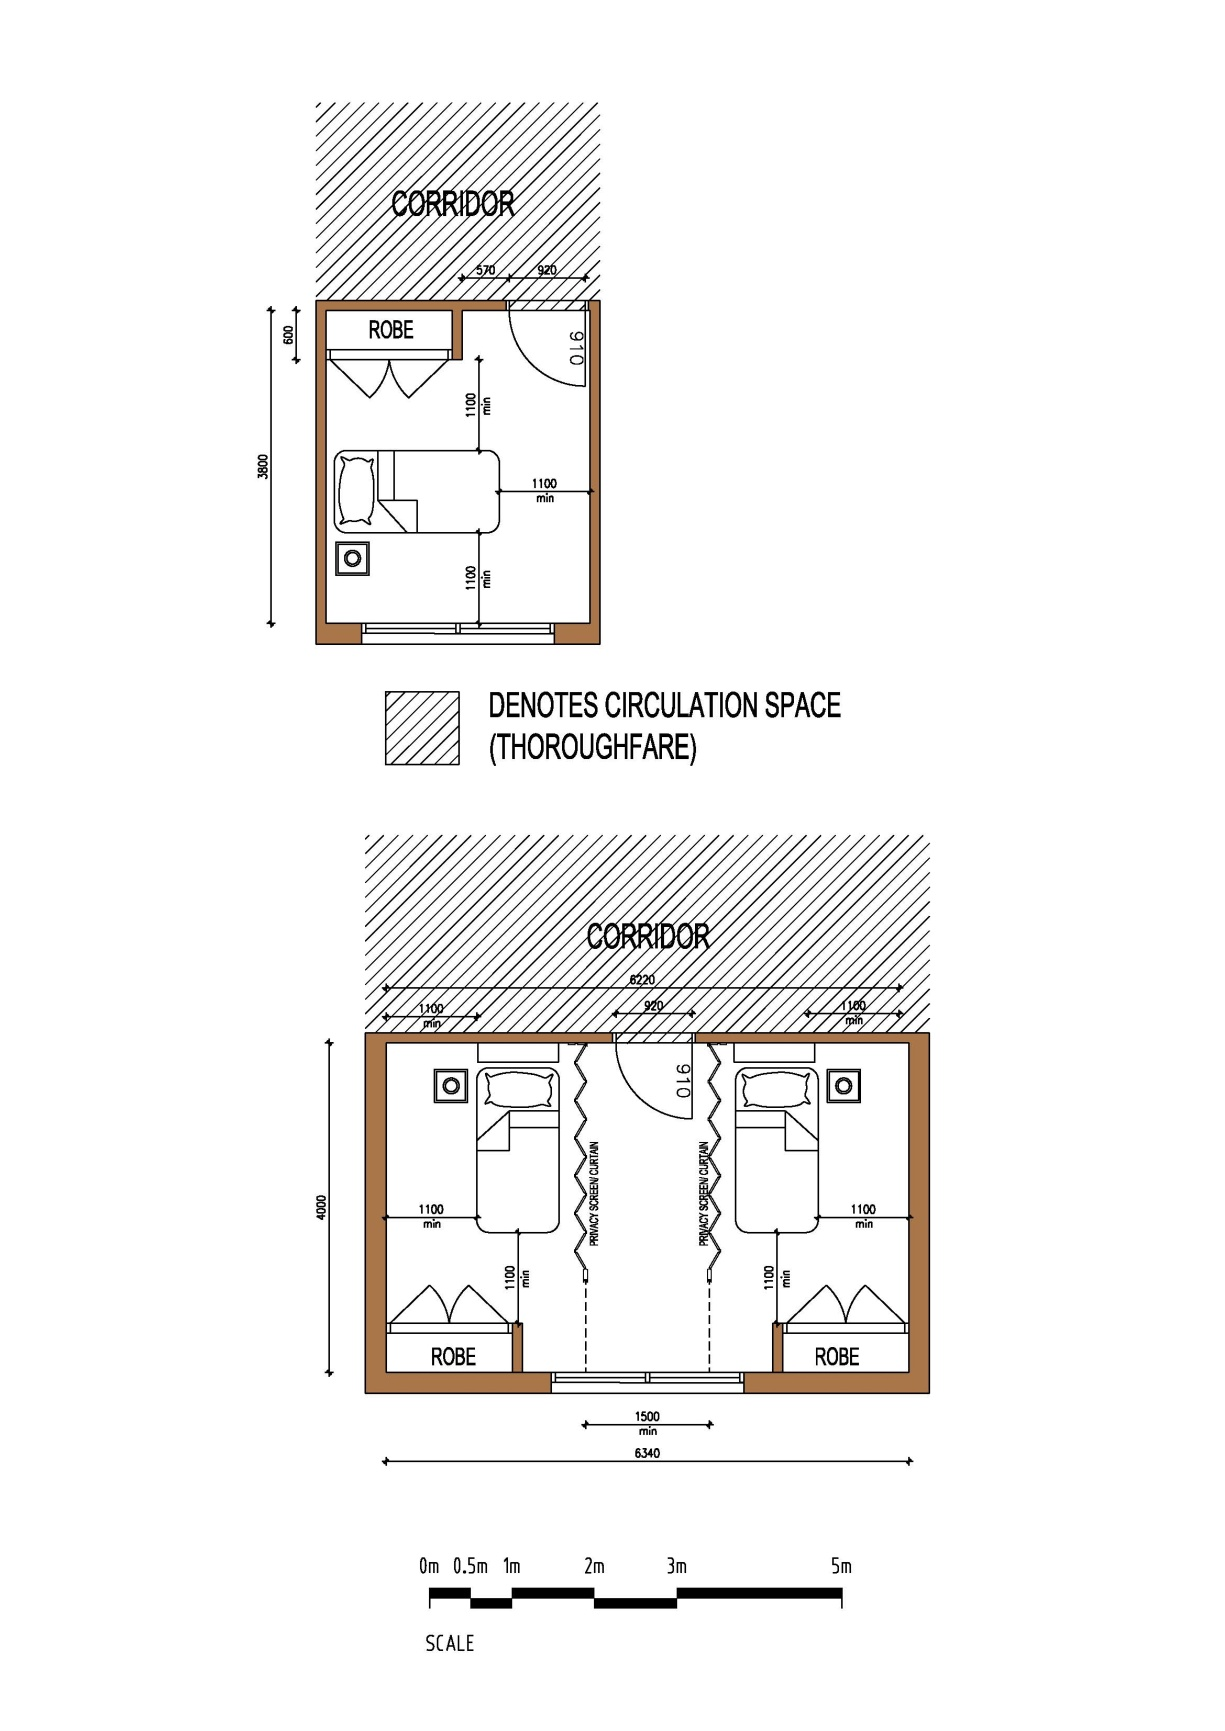 CORRIDOR
570
920
600
ROBE
910
1100
min
3800
1100
min
1100
min
DENOTES CIRCULATION SPACE
(THOROUGHFARE)
CORRIDOR
6220
1100
min
920
1100
min
910
PRIVACY SCREEN/ CURTAIN
PRIVACY SCREEN/ CURTAIN
4000
1100
min
1100
min
1100
min
1100
min
ROBE
ROBE
1500
min
6340
0m 0.5m 1m 2m 3m 5m
SCALE